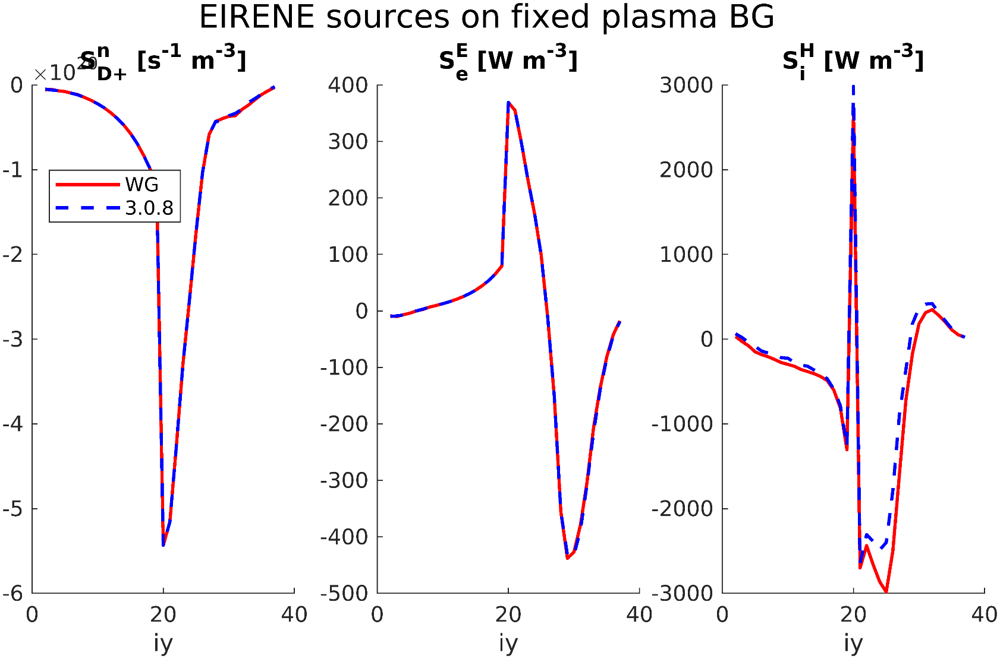 EIRENE sources on fixed plasma BG
S^n_D+ [s^-1 m^-3]
S^E_e [W m^-3]
S^H_i [W m^-3]
×10^20
0
-1
-2
-3
-4
-5
-6
WG
3.0.8
0 20 40
iy
400
300
200
100
0
-100
-200
-300
-400
-500
0 20 40
iy
3000
2000
1000
0
-1000
-2000
-3000
0 20 40
iy